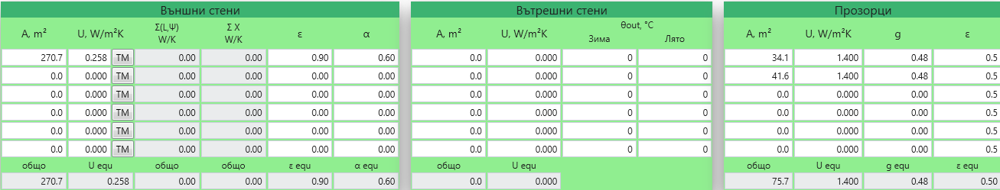 Външни стени Вътрешни стени Прозорци
A, m² U, W/m²K Σ(L,Ψ) W/K Σ X W/K ε α A, m² U, W/m²K θout, °C Зима Лято A, m² U, W/m²K g ε
270.7 0.258 TM 0.00 0.00 0.90 0.60 0.0 0.000 0 0 34.1 1.400 0.48 0.5
0.0 0.000 TM 0.00 0.00 0.00 0.00 0.0 0.000 0 0 41.6 1.400 0.48 0.5
0.0 0.000 TM 0.00 0.00 0.00 0.00 0.0 0.000 0 0 0.0 0.000 0.00 0.5
0.0 0.000 TM 0.00 0.00 0.00 0.00 0.0 0.000 0 0 0.0 0.000 0.00 0.5
0.0 0.000 TM 0.00 0.00 0.00 0.00 0.0 0.000 0 0 0.0 0.000 0.00 0.5
0.0 0.000 TM 0.00 0.00 0.00 0.00 0.0 0.000 0 0 0.0 0.000 0.00 0.5
общо U equ общо общо ε equ α equ общо U equ общо U equ g equ ε equ
270.7 0.258 0.00 0.00 0.90 0.60 0.0 0.000 75.7 1.400 0.48 0.50